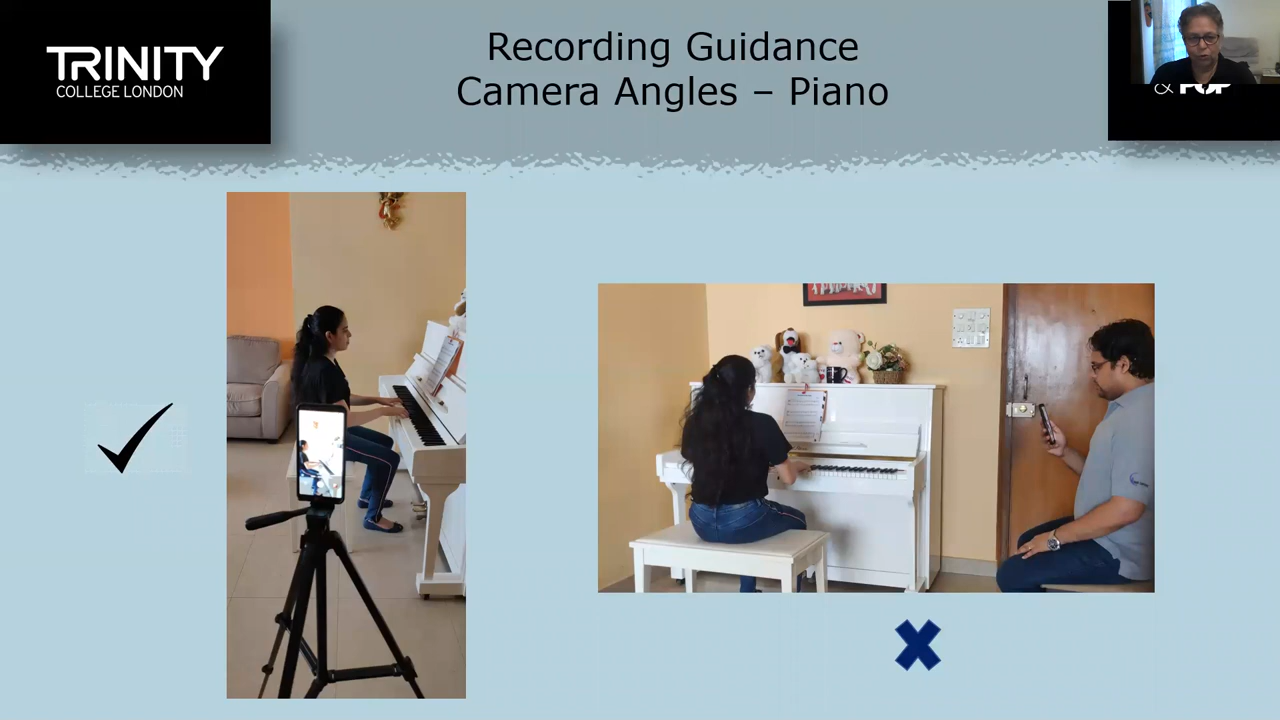 TRINITY
COLLEGE LONDON
Recording Guidance
Camera Angles – Piano